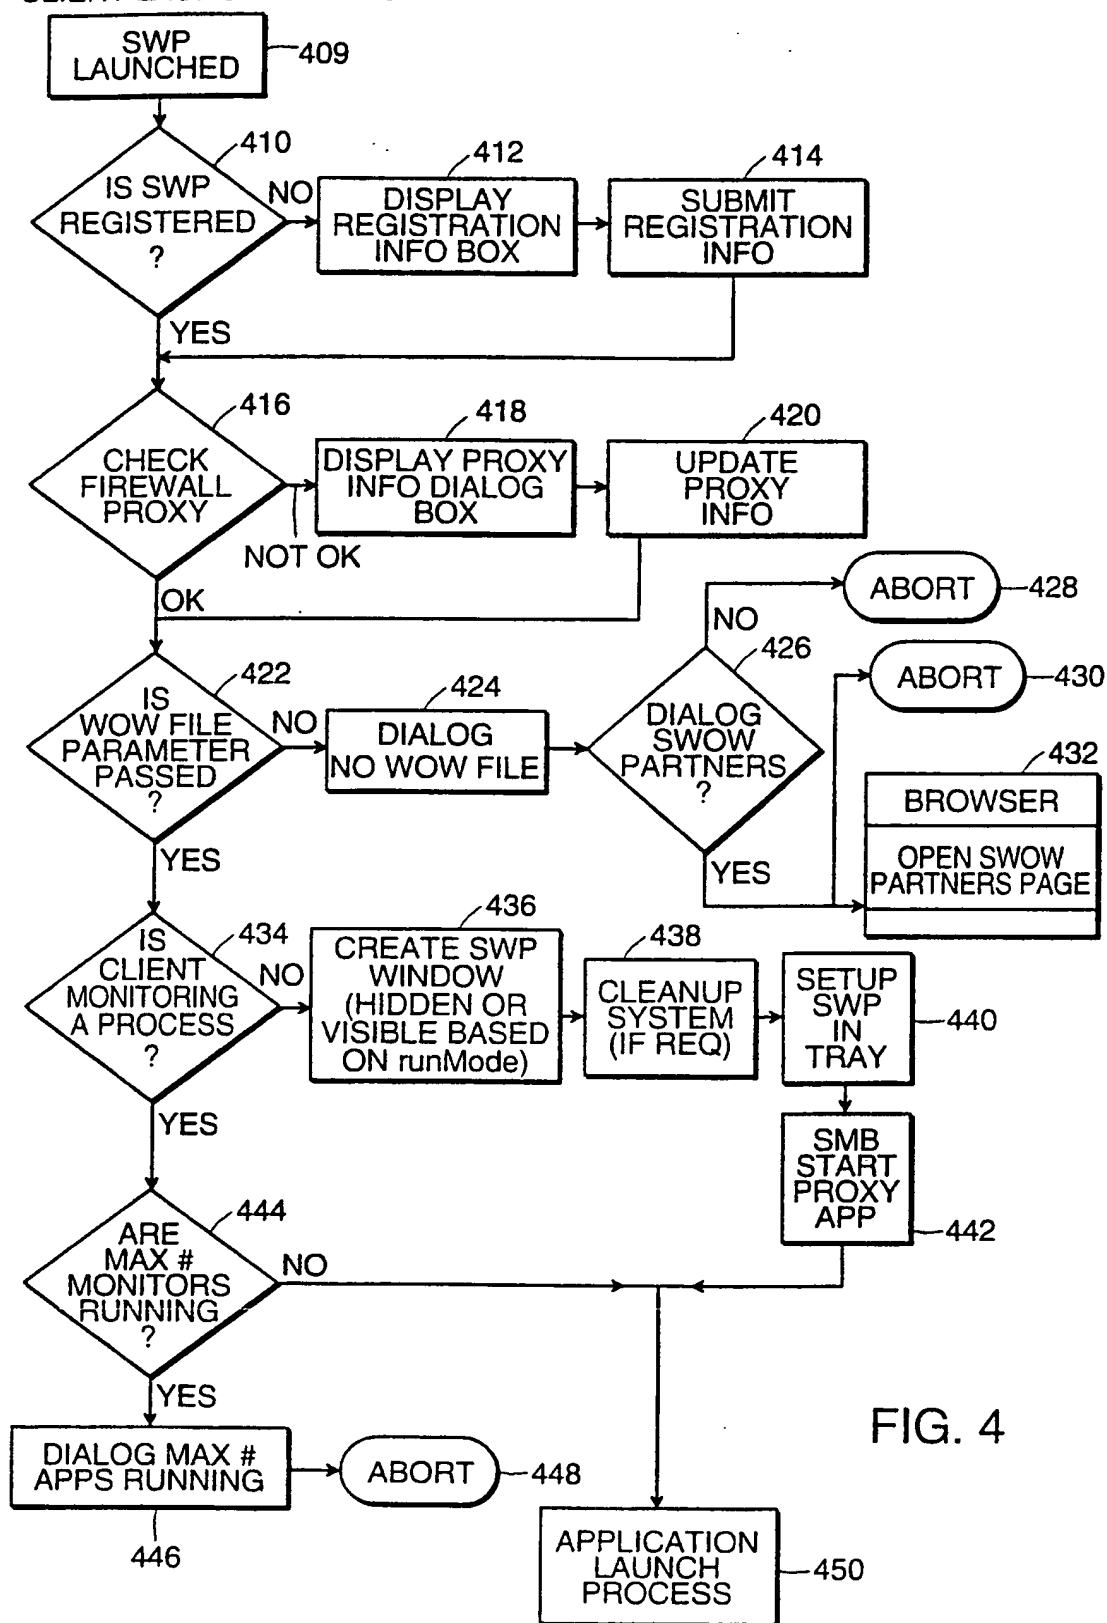 SWP
LAUNCHED
409
410
IS SWP
REGISTERED
?
NO
412
DISPLAY
REGISTRATION
INFO BOX
414
SUBMIT
REGISTRATION
INFO
YES
416
CHECK
FIREWALL
PROXY
NOT OK
418
DISPLAY PROXY
INFO DIALOG
BOX
420
UPDATE
PROXY
INFO
OK
422
IS
WOW FILE
PARAMETER
PASSED
?
NO
424
DIALOG
NO WOW FILE
426
DIALOG
SWOW
PARTNERS
?
NO
ABORT
428
ABORT
430
YES
432
BROWSER
OPEN SWOW
PARTNERS PAGE
YES
434
IS
CLIENT
MONITORING
A PROCESS
?
NO
436
CREATE SWP
WINDOW
(HIDDEN OR
VISIBLE BASED
ON runMode)
438
CLEANUP
SYSTEM
(IF REQ)
SETUP
SWP
IN
TRAY
440
SMB
START
PROXY
APP
442
YES
444
ARE
MAX #
MONITORS
RUNNING
?
NO
YES
DIALOG MAX #
APPS RUNNING
446
ABORT
448
APPLICATION
LAUNCH
PROCESS
450
FIG. 4